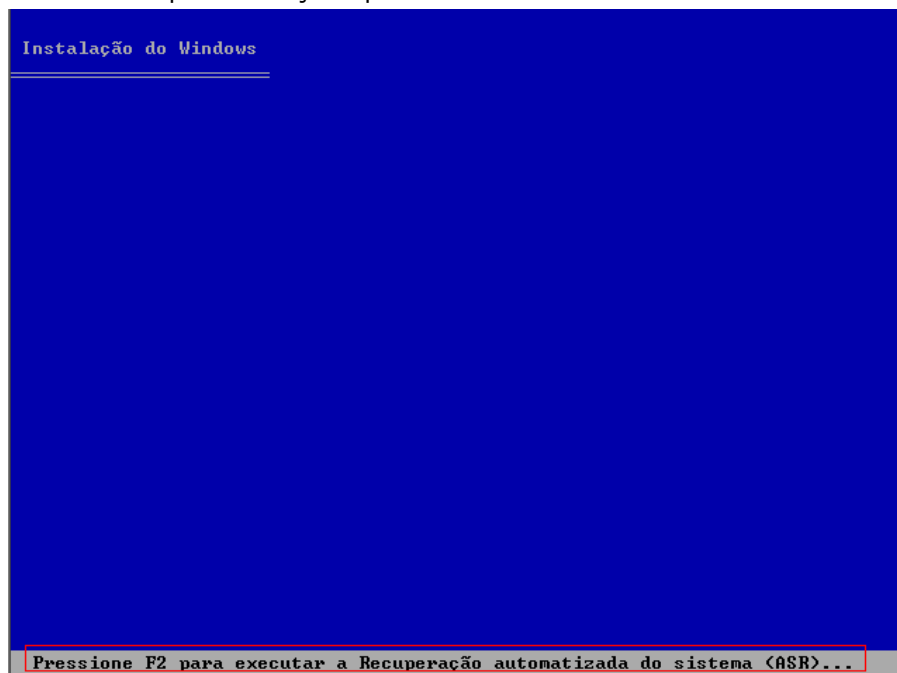 Instalação do Windows
Pressione F2 para executar a Recuperação automatizada do sistema (ASR)...